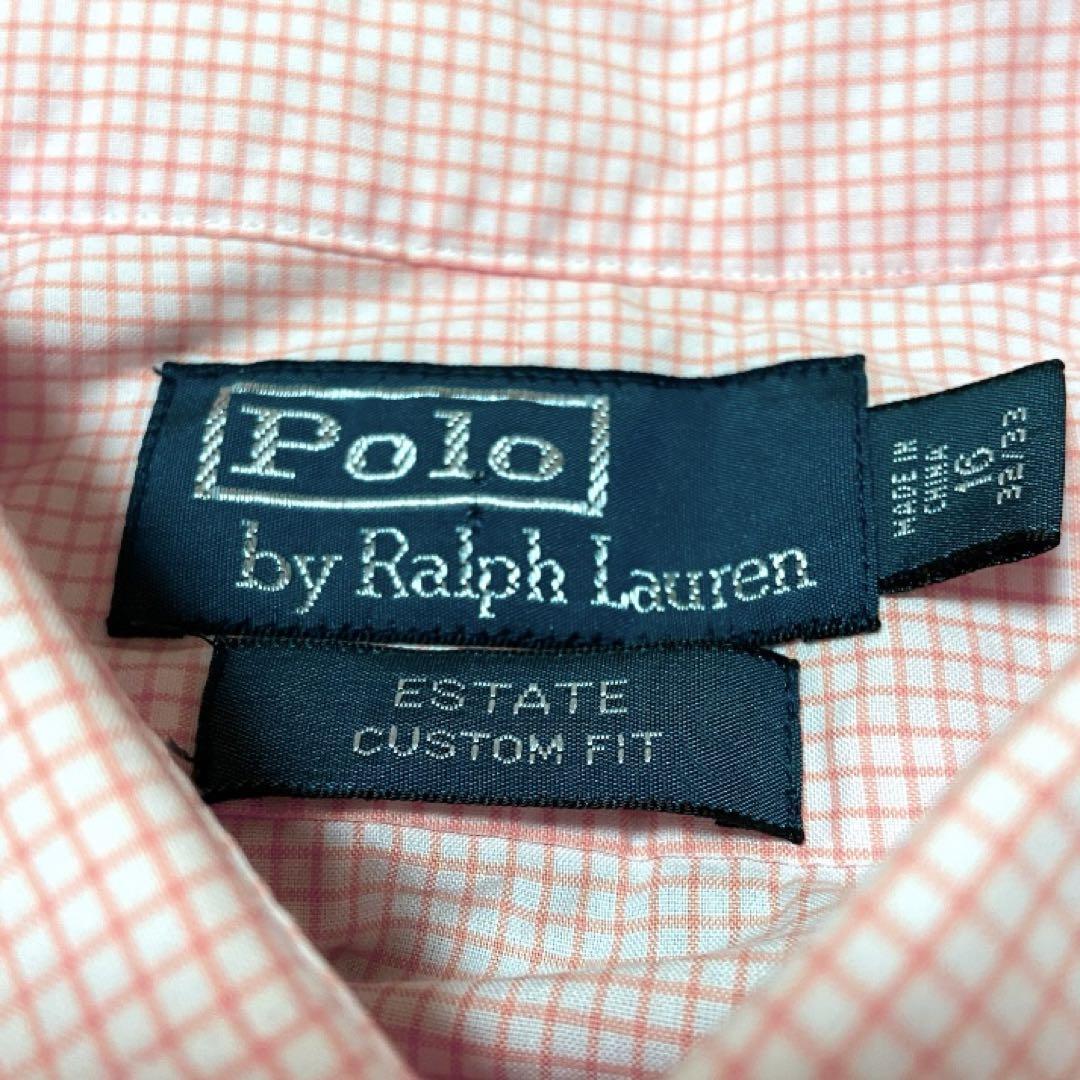 Polo
by Ralph Lauren
MADE IN
CHINA
16
32/33
ESTATE
CUSTOM FIT